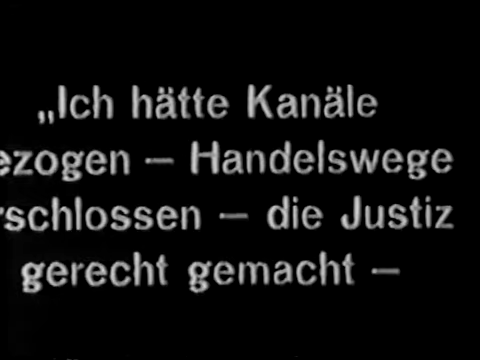 „Ich hätte Kanäle
ezogen — Handelswege
rschlossen — die Justiz
gerecht gemacht —